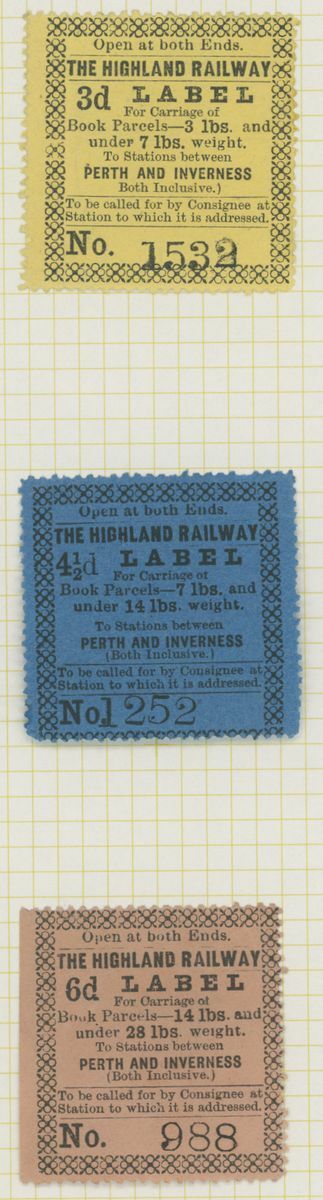 Open at both Ends.
THE HIGHLAND RAILWAY
3d LABEL
For Carriage of
Book Parcels—3 lbs. and
under 7 lbs. weight.
To Stations between
PERTH AND INVERNESS
Both Inclusive.)
To be called for by Consignee at
Station to which it is addressed.
No. 1532
Open at both Ends.
THE HIGHLAND RAILWAY
4½d LABEL
For Carriage of
Book Parcels—7 lbs. and
under 14 lbs. weight.
To Stations between
PERTH AND INVERNESS
(Both Inclusive.)
To be called for by Consignee at
Station to which it is addressed.
No. 1252
Open at both Ends.
THE HIGHLAND RAILWAY
6d LABEL
For Carriage of
Book Parcels—14 lbs. and
under 28 lbs. weight.
To Stations between
PERTH AND INVERNESS
(Both Inclusive.)
To be called for by Consignee at
Station to which it is addressed.
No. 988